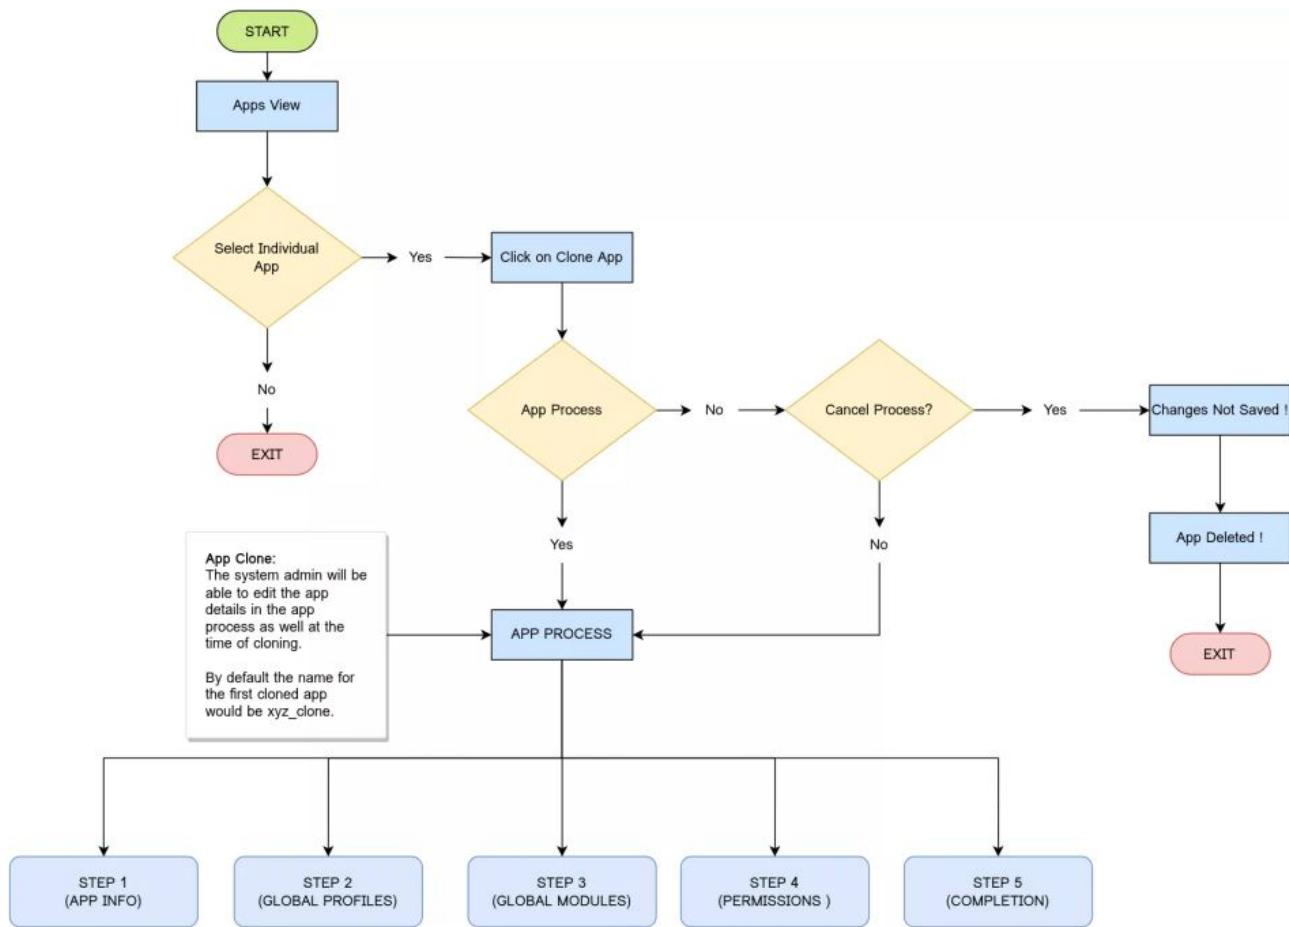 START
Apps View
Select Individual
App
Yes
Click on Clone App
No
EXIT
App Process
No
Cancel Process?
Yes
Changes Not Saved !
Yes
No
App Deleted !
App Clone:
The system admin will be
able to edit the app
details in the app
process as well at the
time of cloning.
By default the name for
the first cloned app
would be xyz_clone.
APP PROCESS
EXIT
STEP 1
(APP INFO)
STEP 2
(GLOBAL PROFILES)
STEP 3
(GLOBAL MODULES)
STEP 4
(PERMISSIONS )
STEP 5
(COMPLETION)